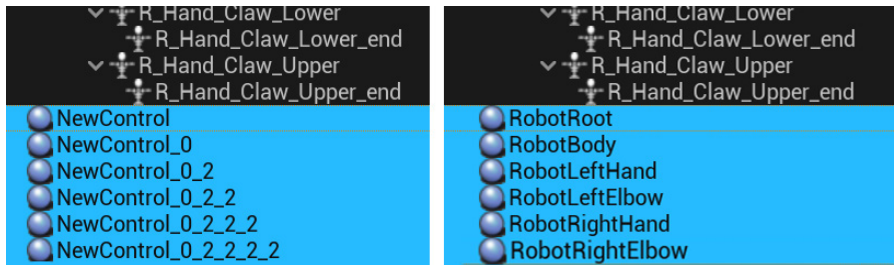 R_Hand_Claw_Lower
R_Hand_Claw_Lower_end
R_Hand_Claw_Upper
R_Hand_Claw_Upper_end
NewControl
NewControl_0
NewControl_0_2
NewControl_0_2_2
NewControl_0_2_2_2
NewControl_0_2_2_2_2
R_Hand_Claw_Lower
R_Hand_Claw_Lower_end
R_Hand_Claw_Upper
R_Hand_Claw_Upper_end
RobotRoot
RobotBody
RobotLeftHand
RobotLeftElbow
RobotRightHand
RobotRightElbow